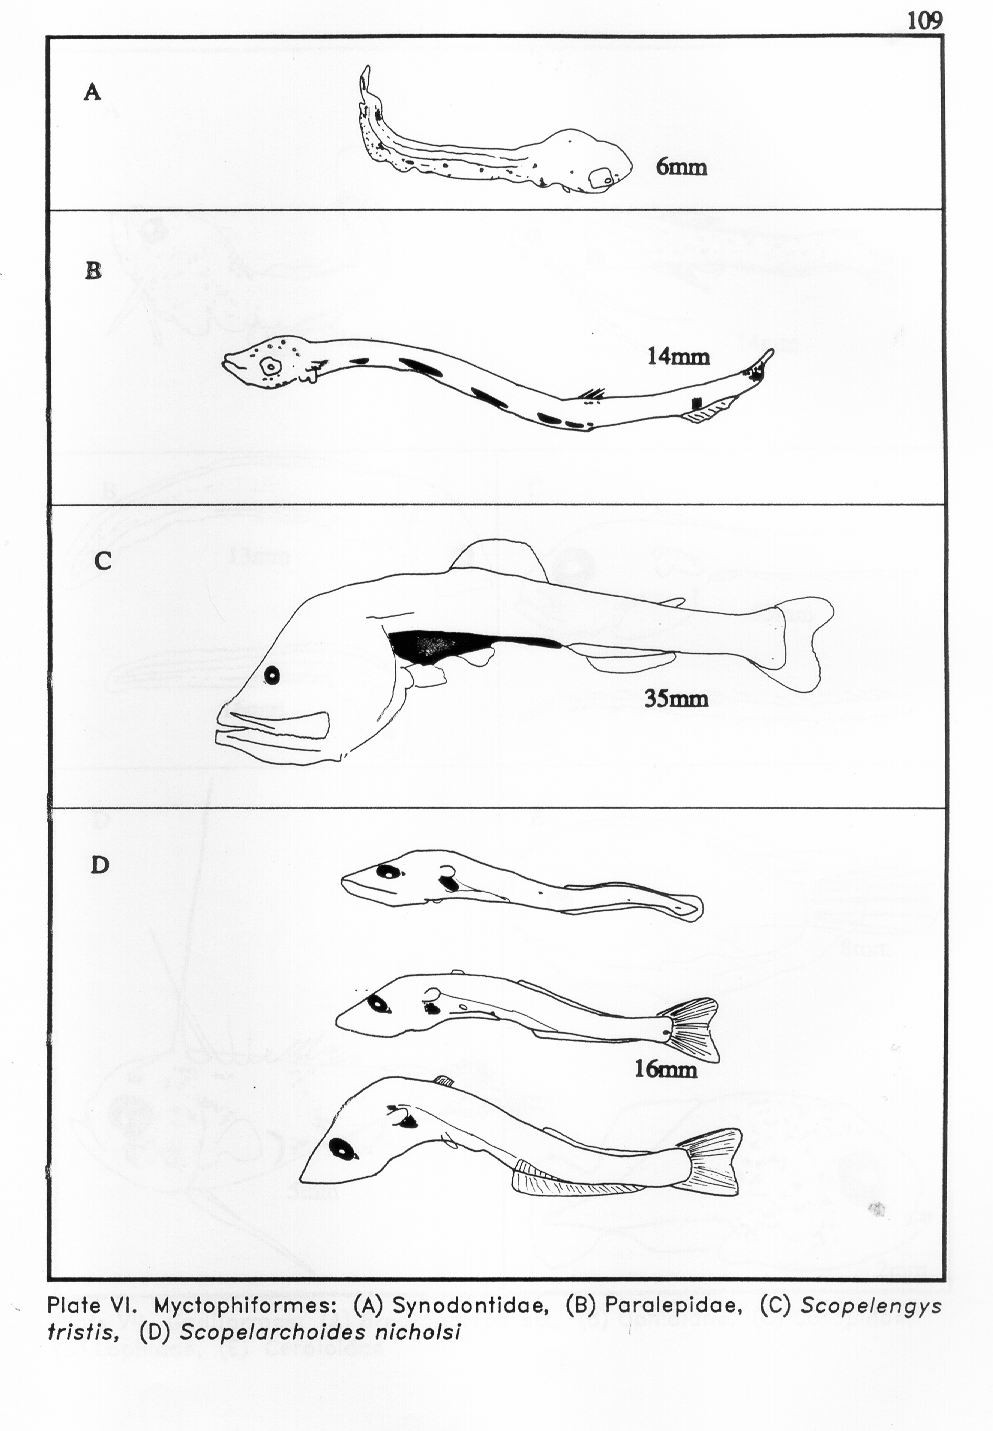 109
A
6mm
B
14mm
C
35mm
D
16mm
Plate VI. Myctophiformes: (A) Synodontidae, (B) Paralepidae, (C) Scopelengys
tristis, (D) Scopelarchoides nicholsi